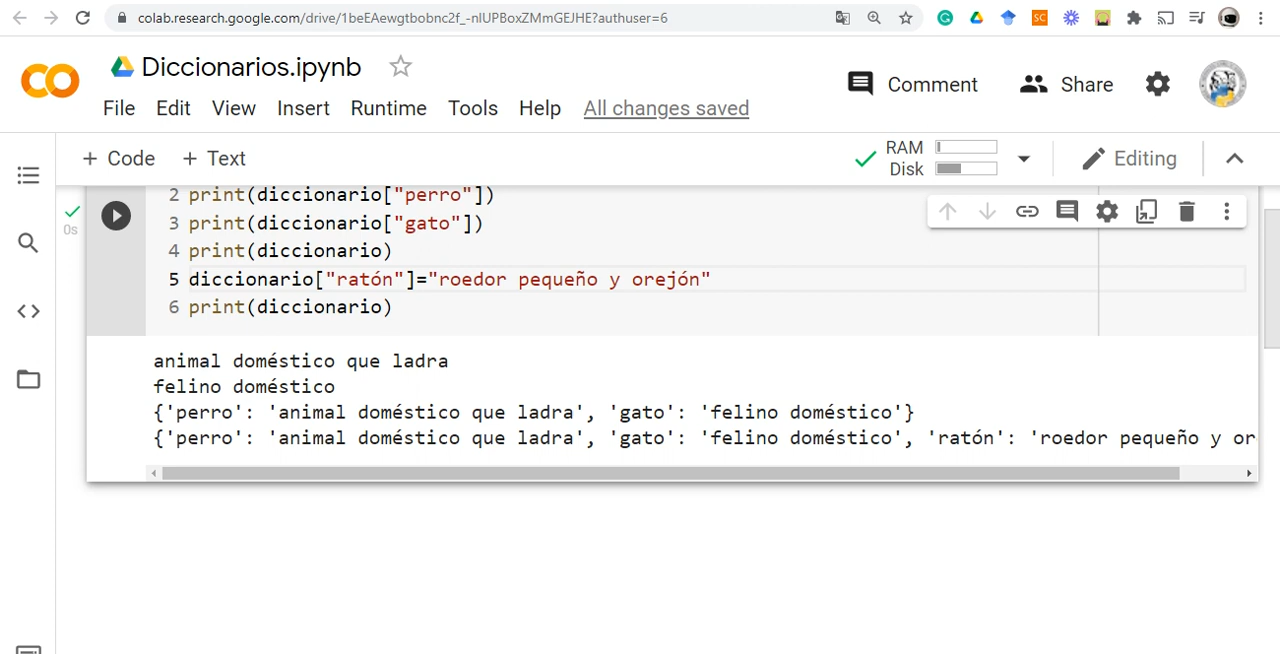 colab.research.google.com/drive/1beEAewgtbobnc2f_-nlUPBoxZMmGEJHE?authuser=6
SC
CO
Diccionarios.ipynb
Comment
Share
File Edit View Insert Runtime Tools Help All changes saved
+ Code + Text
RAM
Disk
Editing
2 print(diccionario["perro"])
0s
3 print(diccionario["gato"])
4 print(diccionario)
5 diccionario["ratón"]="roedor pequeño y orejón"
6 print(diccionario)
animal doméstico que ladra
felino doméstico
{'perro': 'animal doméstico que ladra', 'gato': 'felino doméstico'}
{'perro': 'animal doméstico que ladra', 'gato': 'felino doméstico', 'ratón': 'roedor pequeño y or